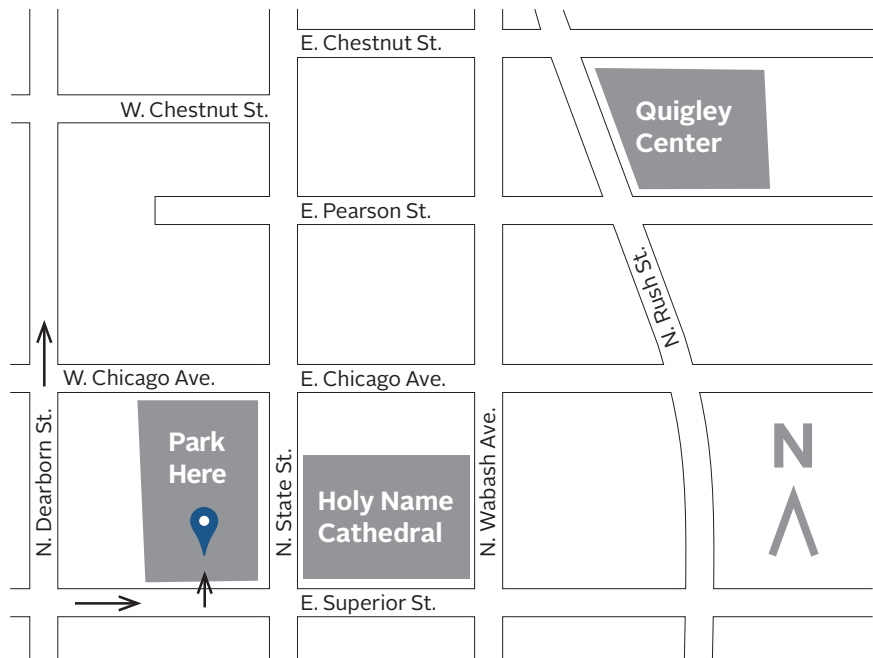 E. Chestnut St.
W. Chestnut St.
Quigley
Center
E. Pearson St.
N. Rush St.
W. Chicago Ave.
E. Chicago Ave.
N. Dearborn St.
Park
Here
N. State St.
Holy Name
Cathedral
N. Wabash Ave.
N
E. Superior St.